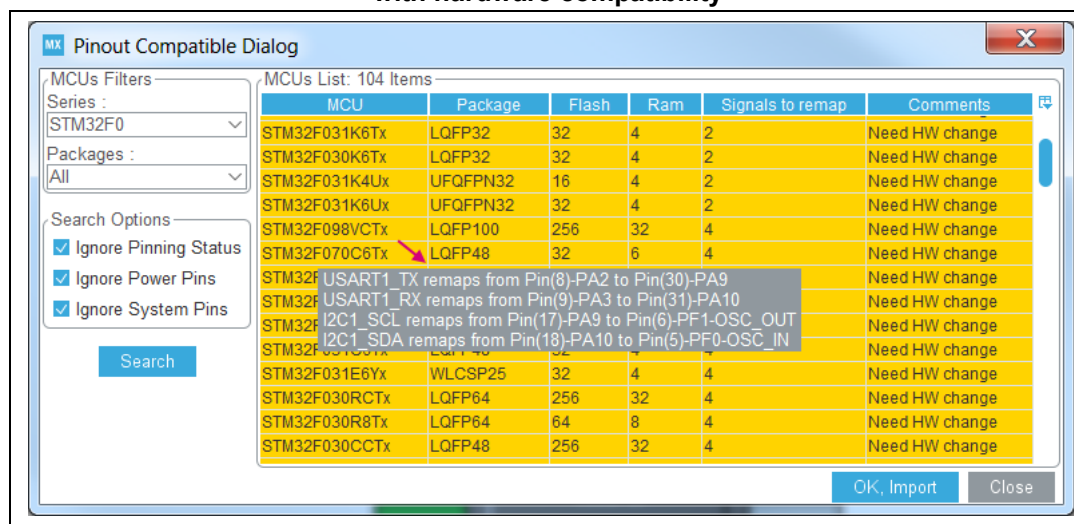 with hardware compatibility
MX Pinout Compatible Dialog
X
MCUs Filters
Series :
STM32F0
Packages :
All
Search Options
Ignore Pinning Status
Ignore Power Pins
Ignore System Pins
Search
MCUs List: 104 Items
MCU Package Flash Ram Signals to remap Comments
STM32F031K6Tx LQFP32 32 4 2 Need HW change
STM32F030K6Tx LQFP32 32 4 2 Need HW change
STM32F031K4Ux UFQFPN32 16 4 2 Need HW change
STM32F031K6Ux UFQFPN32 32 4 2 Need HW change
STM32F098VCTx LQFP100 256 32 4 Need HW change
STM32F070C6Tx LQFP48 32 6 4 Need HW change
USART1_TX remaps from Pin(8)-PA2 to Pin(30)-PA9 Need HW change
USART1_RX remaps from Pin(9)-PA3 to Pin(31)-PA10 Need HW change
I2C1_SCL remaps from Pin(17)-PA9 to Pin(6)-PF1-OSC_OUT Need HW change
I2C1_SDA remaps from Pin(18)-PA10 to Pin(5)-PF0-OSC_IN Need HW change
STM32F031E6Yx WLCSP25 32 4 4 Need HW change
STM32F030RCTx LQFP64 256 32 4 Need HW change
STM32F030R8Tx LQFP64 64 8 4 Need HW change
STM32F030CCTx LQFP48 256 32 4 Need HW change
OK, Import Close